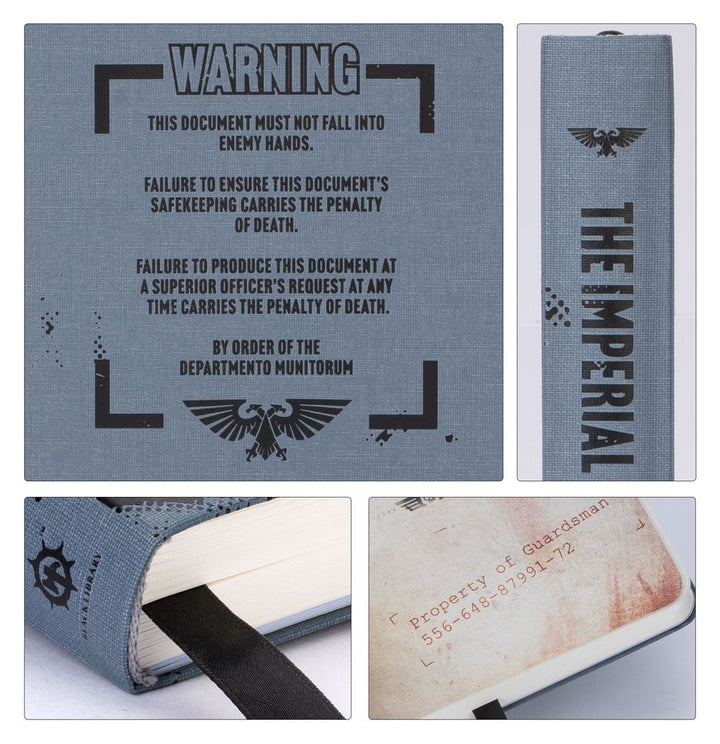 WARNING
THIS DOCUMENT MUST NOT FALL INTO
ENEMY HANDS.
FAILURE TO ENSURE THIS DOCUMENT'S
SAFEKEEPING CARRIES THE PENALTY
OF DEATH.
FAILURE TO PRODUCE THIS DOCUMENT AT
A SUPERIOR OFFICER'S REQUEST AT ANY
TIME CARRIES THE PENALTY OF DEATH.
BY ORDER OF THE
DEPARTMENTO MUNITORUM
THE IMPERIAL
BLACK LIBRARY
Property of Guardsman
556-648-87991-72